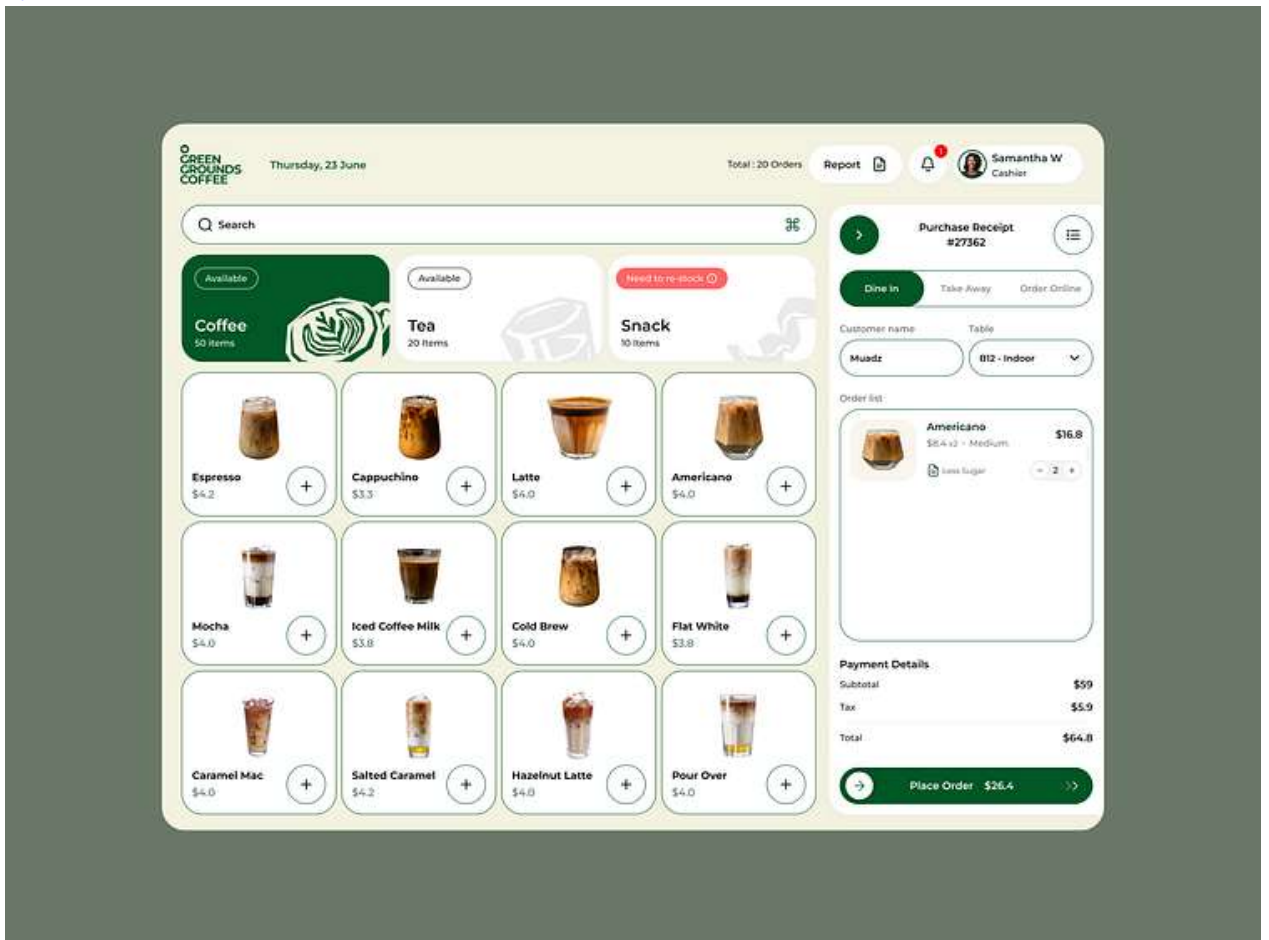 GREEN
GROUNDS
COFFEE
Thursday, 23 June
Total : 20 Orders
Report
1
Samantha W
Cashier
Search
Available
Coffee
50 Items
Available
Tea
20 Items
Need to re-stock
Snack
10 Items
Espresso
$4.2
Cappuchino
$3.3
Latte
$4.0
Americano
$4.0
Mocha
$4.0
Iced Coffee Milk
$3.8
Cold Brew
$4.0
Flat White
$3.8
Caramel Mac
$4.0
Salted Caramel
$4.2
Hazelnut Latte
$4.0
Pour Over
$4.0
Purchase Receipt
#27362
Dine In
Take Away
Order Online
Customer name
Table
Muadz
B12 - Indoor
Order list
Americano
$16.8
$8.4 x2 • Medium
Less Sugar
- 2 +
Payment Details
Subtotal $59
Tax $5.9
Total $64.8
Place Order $26.4